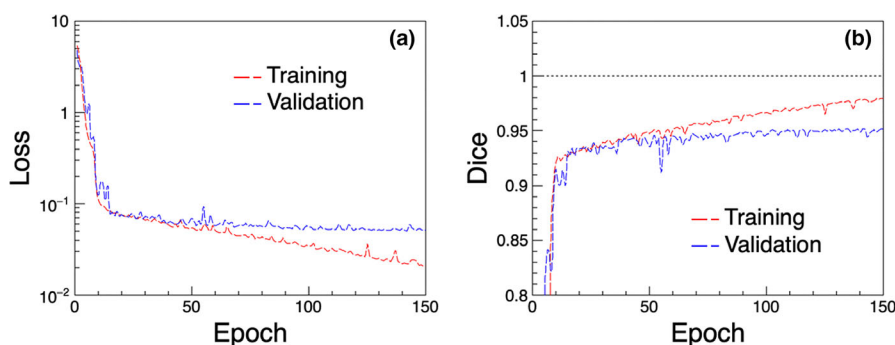 10
(a)
Training
Validation
1
Loss
10⁻¹
10⁻²
0
50
100
150
Epoch
1.05
(b)
1
0.95
Dice
0.9
Training
Validation
0.85
0.8
0
50
100
150
Epoch